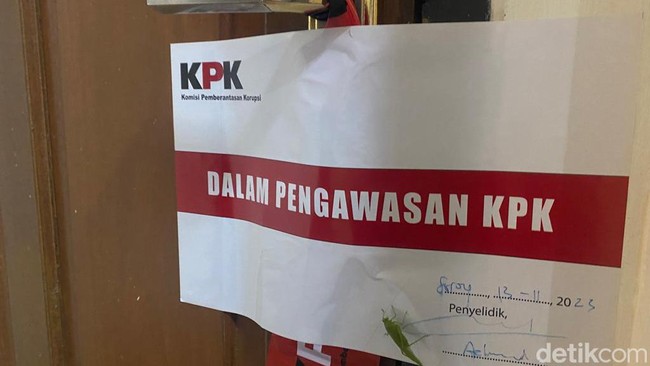 KPK
Komisi Pemberantasan Korupsi
DALAM PENGAWASAN KPK
13-11, 2023
Penyelidik,
detikcom